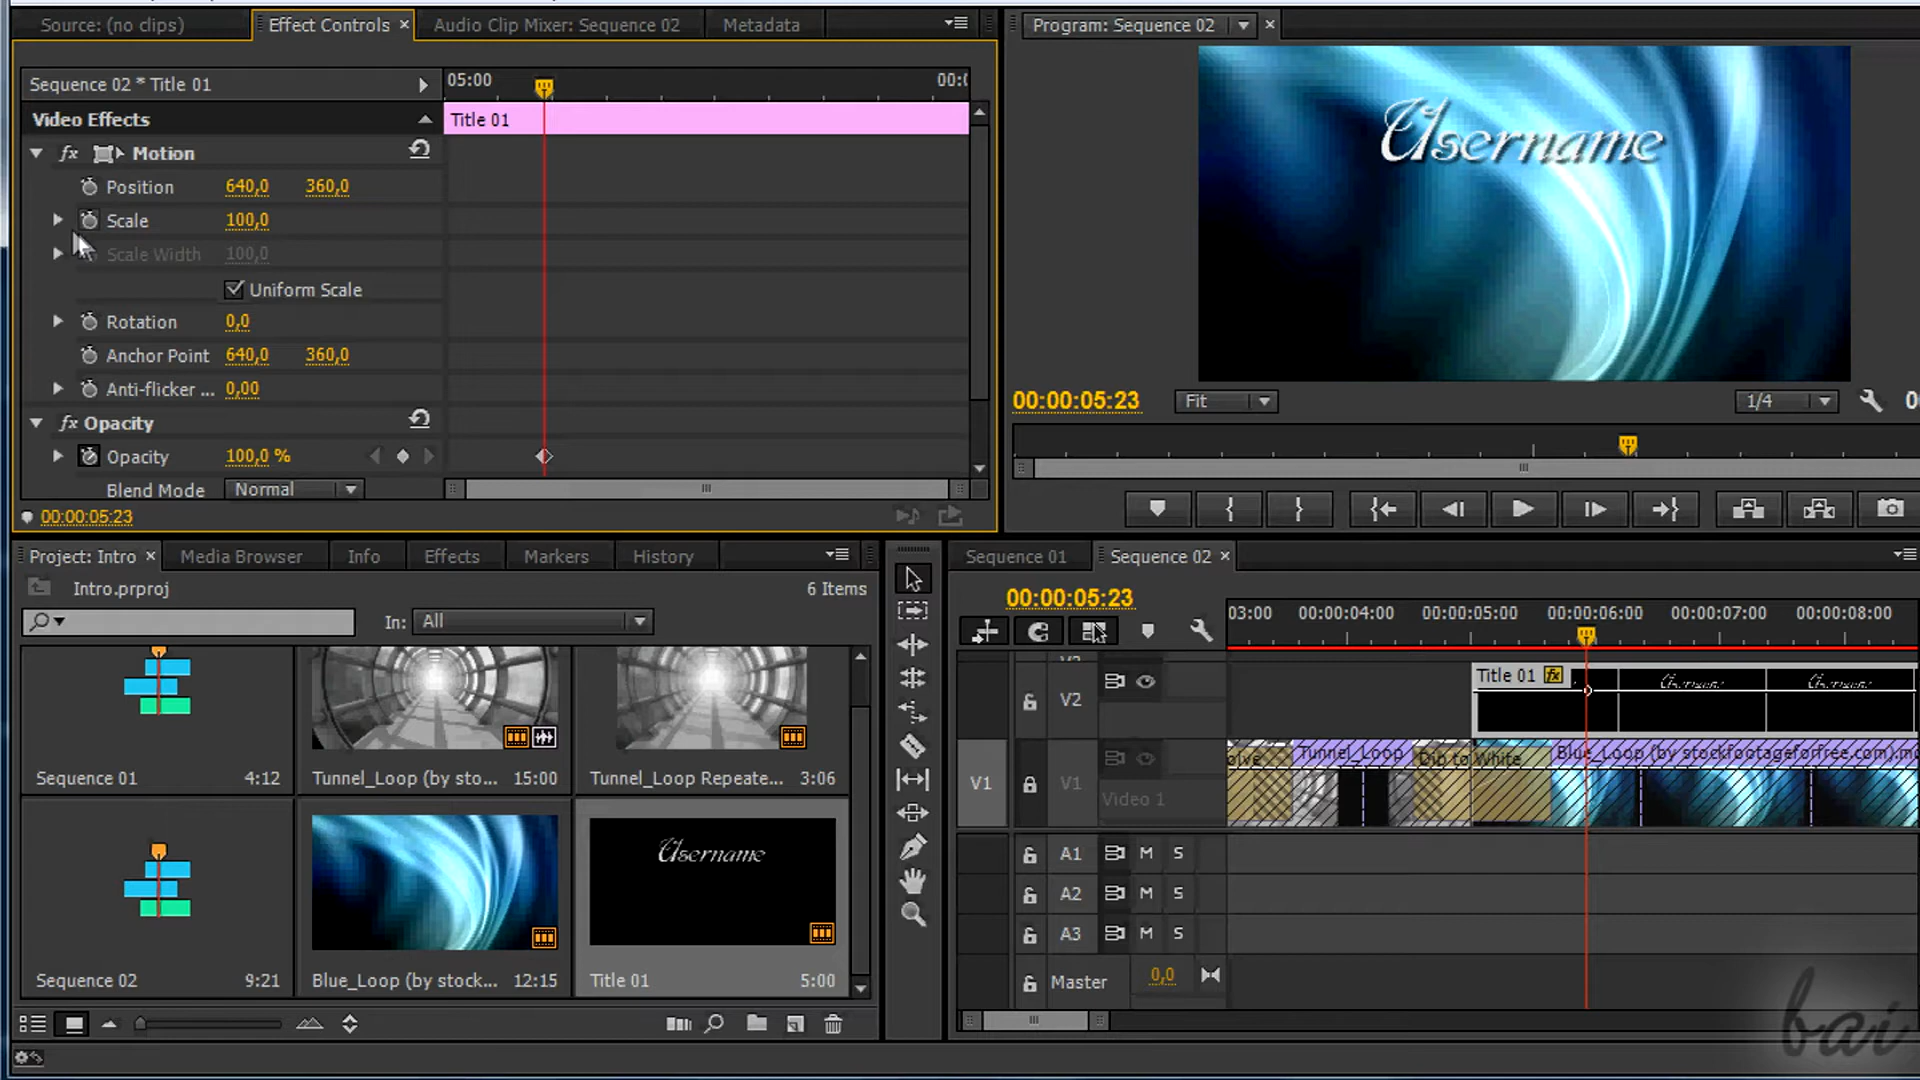 Source: (no clips)
Effect Controls
Audio Clip Mixer: Sequence 02
Metadata
Program: Sequence 02
Sequence 02 * Title 01
05:00
Video Effects
Title 01
fx Motion
Position 640,0 360,0
Scale 100,0
Scale Width 100,0
Uniform Scale
Rotation 0,0
Anchor Point 640,0 360,0
Anti-flicker ... 0,00
fx Opacity
Opacity 100,0 %
Blend Mode Normal
00:00:05:23
Username
00:00:05:23
Fit
1/4
Project: Intro
Media Browser
Info
Effects
Markers
History
Intro.prproj
6 Items
In: All
Sequence 01 4:12
Tunnel_Loop (by sto... 15:00
Tunnel_Loop Repeate... 3:06
Username
Sequence 02 9:21
Blue_Loop (by stock... 12:15
Title 01 5:00
Sequence 01
Sequence 02
00:00:05:23
03:00 00:00:04:00 00:00:05:00 00:00:06:00 00:00:07:00 00:00:08:00
V2
Title 01 fx
Username
Username
V1
V1
Video 1
Tunnel_Loop
Dip to White
Blue_Loop (by stockfootageforfree.com).mo
A1 M S
A2 M S
A3 M S
Master 0,0
bai